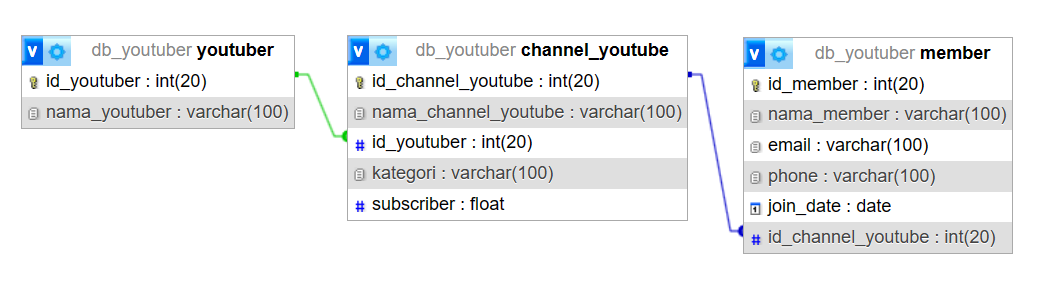 db_youtuber youtuber
id_youtuber : int(20)
nama_youtuber : varchar(100)
db_youtuber channel_youtube
id_channel_youtube : int(20)
nama_channel_youtube : varchar(100)
id_youtuber : int(20)
kategori : varchar(100)
subscriber : float
db_youtuber member
id_member : int(20)
nama_member : varchar(100)
email : varchar(100)
phone : varchar(100)
join_date : date
id_channel_youtube : int(20)